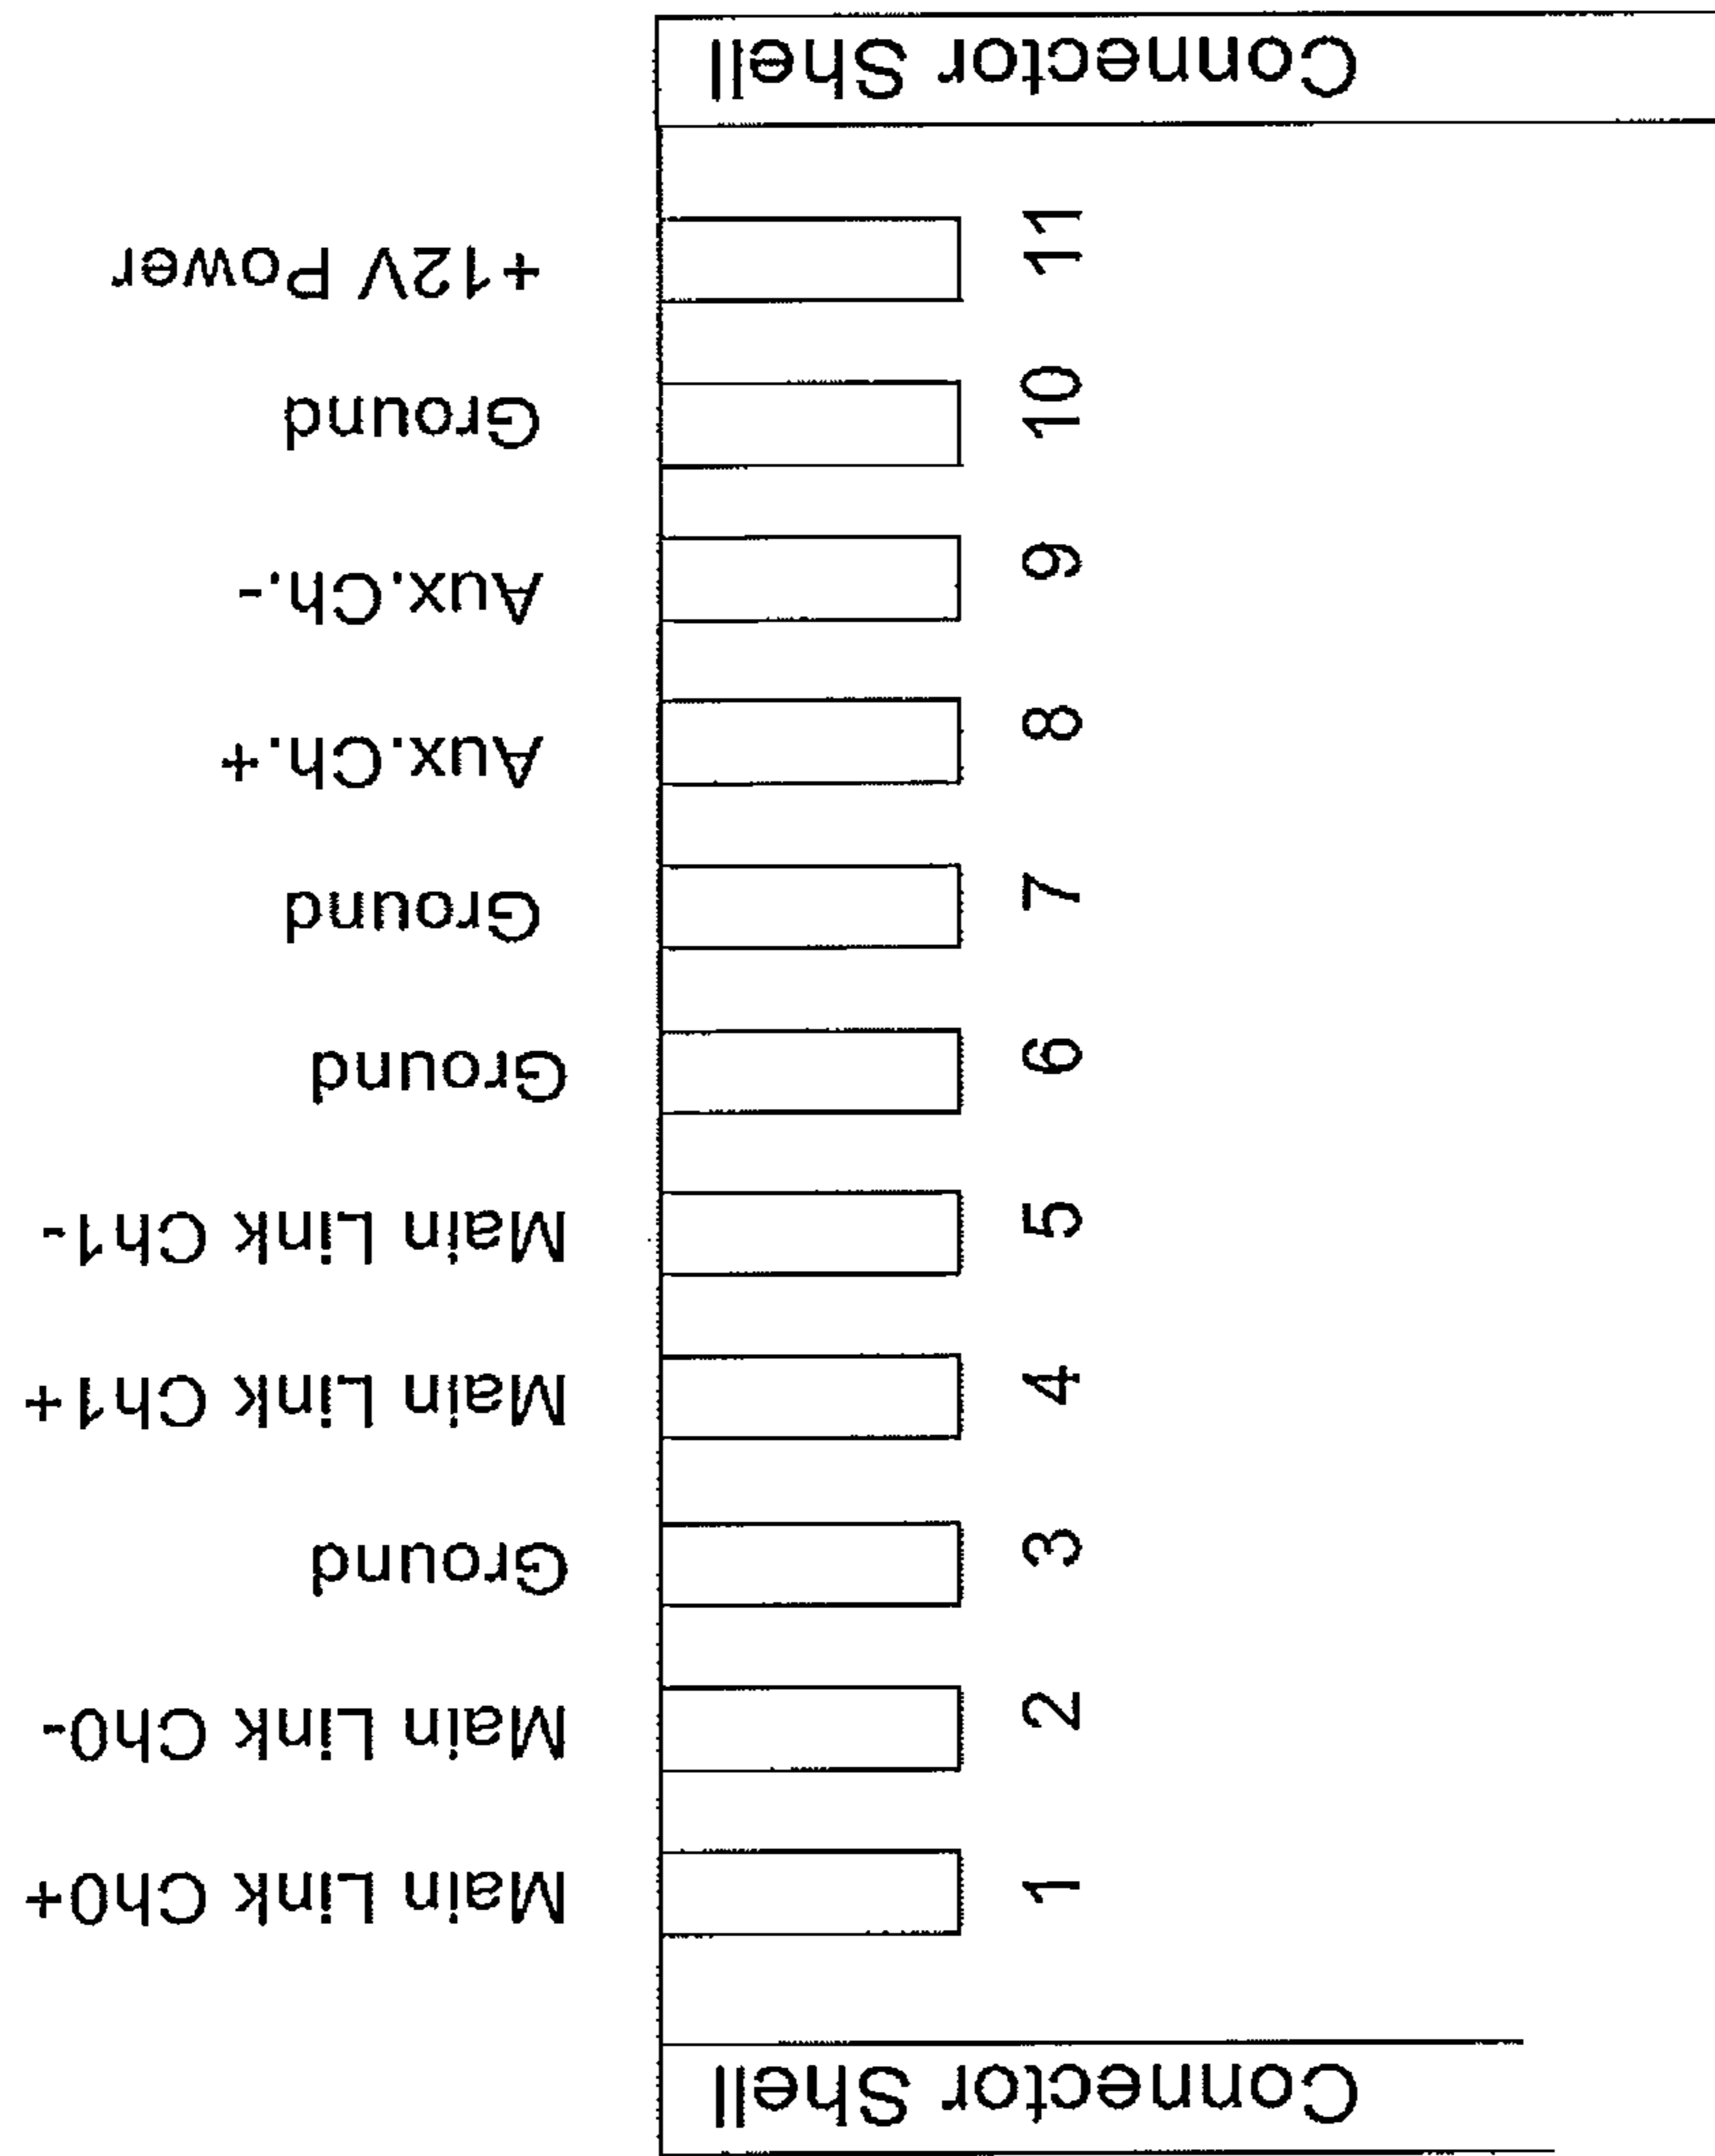 Connector Shell
1 Main Link Ch0+
2 Main Link Ch0-
3 Ground
4 Main Link Ch1+
5 Main Link Ch1-
6 Ground
7 Ground
8 Aux.Ch.+
9 Aux.Ch.-
10 Ground
11 +12V Power
Connector Shell